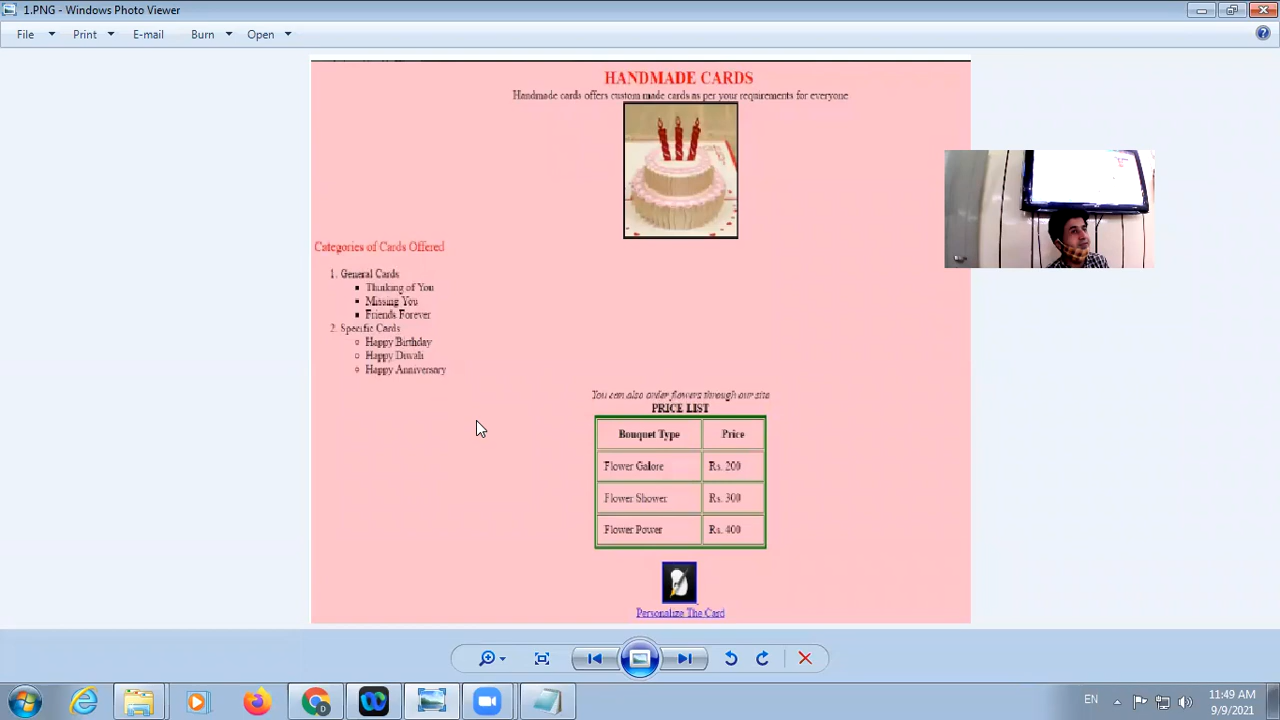 1.PNG - Windows Photo Viewer
File Print E-mail Burn Open
HANDMADE CARDS
Handmade cards offers custom made cards as per your requirements for everyone
Categories of Cards Offered
1. General Cards
Thinking of You
Missing You
Friends Forever
2. Specific Cards
Happy Birthday
Happy Diwali
Happy Anniversary
You can also order flowers through our site
PRICE LIST
Bouquet Type Price
Flower Galore Rs. 200
Flower Shower Rs. 300
Flower Power Rs. 400
Personalize The Card
EN
11:49 AM
9/9/2021